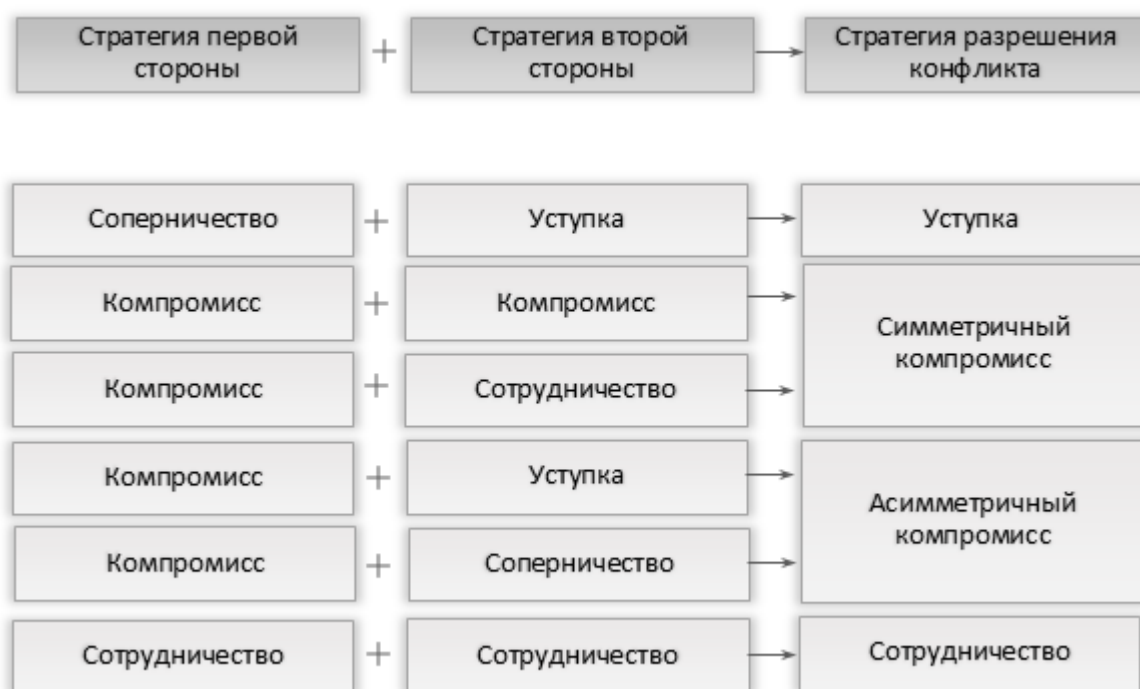 Стратегия первой
стороны
+
Стратегия второй
стороны
Стратегия разрешения
конфликта
Соперничество
+
Уступка
Уступка
Компромисс
+
Компромисс
Симметричный
компромисс
Компромисс
+
Сотрудничество
Компромисс
+
Уступка
Асимметричный
компромисс
Компромисс
+
Соперничество
Сотрудничество
+
Сотрудничество
Сотрудничество